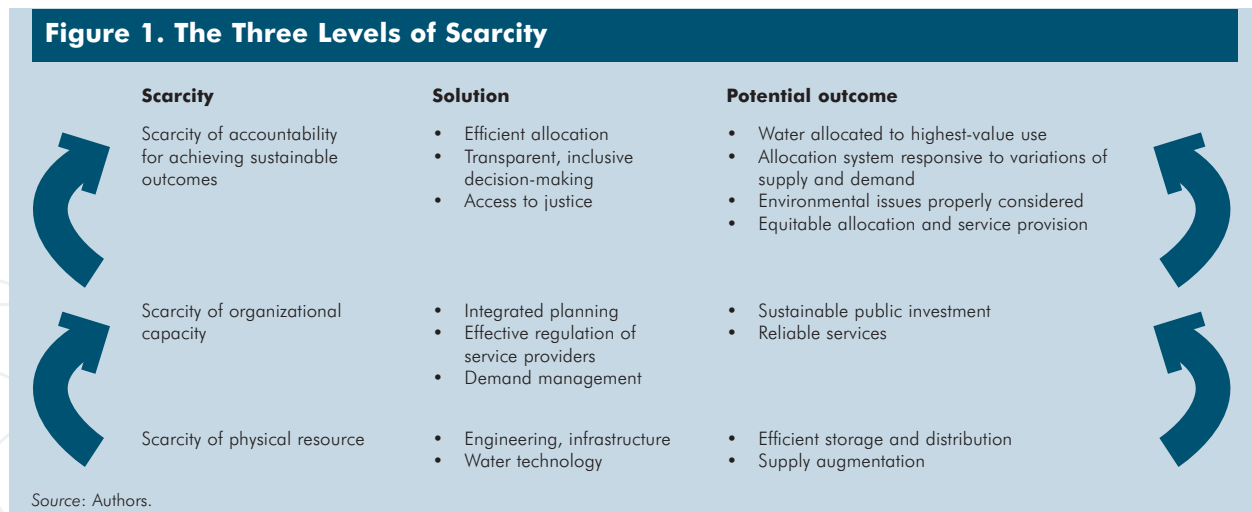 Figure 1. The Three Levels of Scarcity
Scarcity
Solution
Potential outcome
Scarcity of accountability
for achieving sustainable
outcomes
• Efficient allocation
• Transparent, inclusive
decision-making
• Access to justice
• Water allocated to highest-value use
• Allocation system responsive to variations of
supply and demand
• Environmental issues properly considered
• Equitable allocation and service provision
Scarcity of organizational
capacity
• Integrated planning
• Effective regulation of
service providers
• Demand management
• Sustainable public investment
• Reliable services
Scarcity of physical resource
• Engineering, infrastructure
• Water technology
• Efficient storage and distribution
• Supply augmentation
Source: Authors.